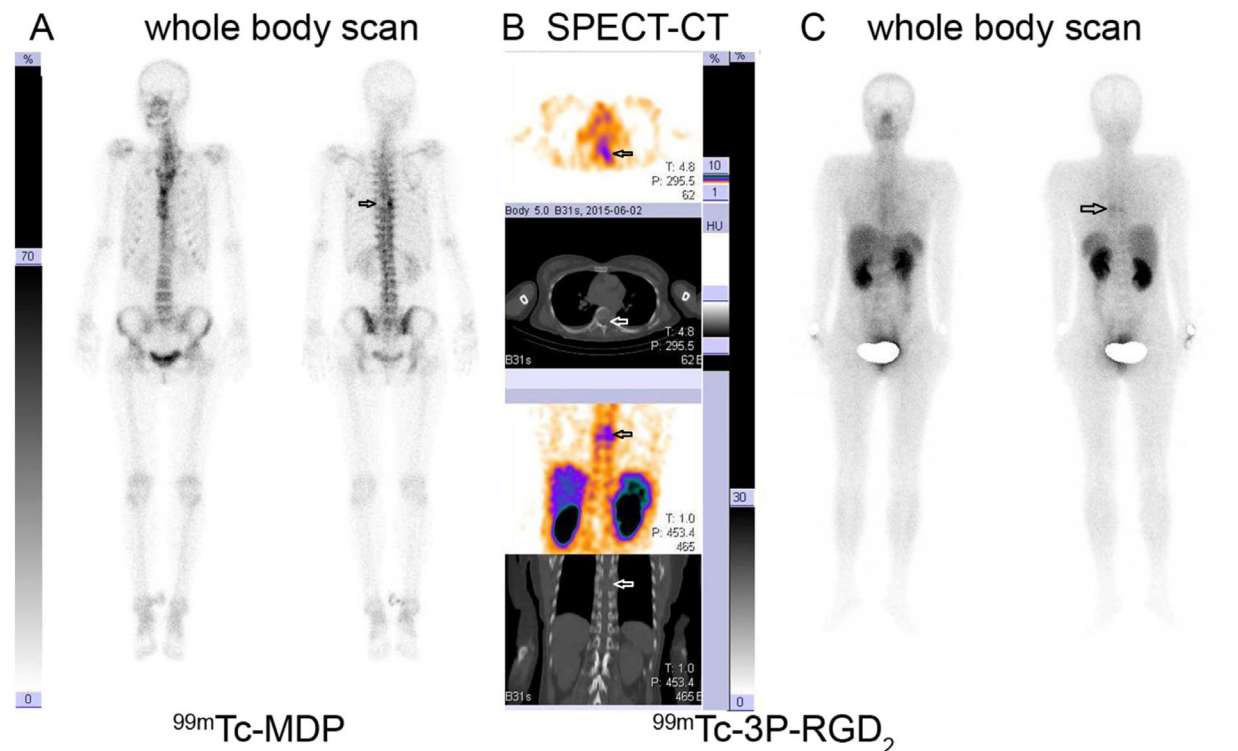 A whole body scan
B SPECT-CT
C whole body scan
%
70
0
T: 4.8
P: 295.5
62
Body 5.0 B31s, 2015-06-02
T: 4.8
P: 295.5
B31s
62 E
T: 1.0
P: 453.4
465
T: 1.0
P: 453.4
B31s
465 E
%
10
1
HU
%
30
0
99mTc-MDP
99mTc-3P-RGD2